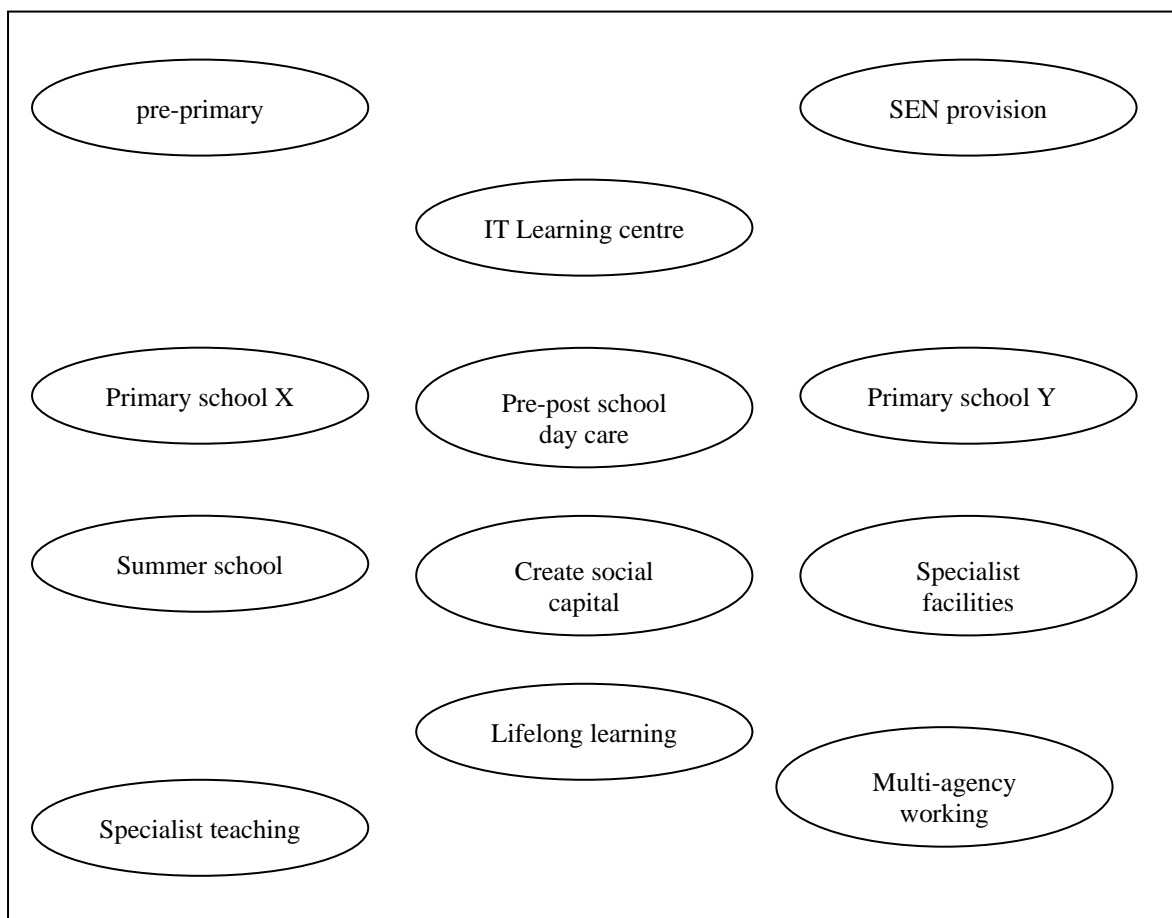 pre-primary
SEN provision
IT Learning centre
Primary school X
Pre-post school
day care
Primary school Y
Summer school
Create social
capital
Specialist
facilities
Lifelong learning
Multi-agency
working
Specialist teaching